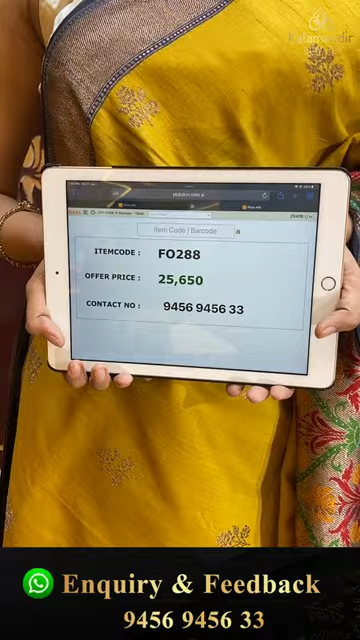 Kalamandir
Item Code / Barcode
ITEMCODE : FO288
OFFER PRICE : 25,650
CONTACT NO : 9456 9456 33
Enquiry & Feedback
9456 9456 33